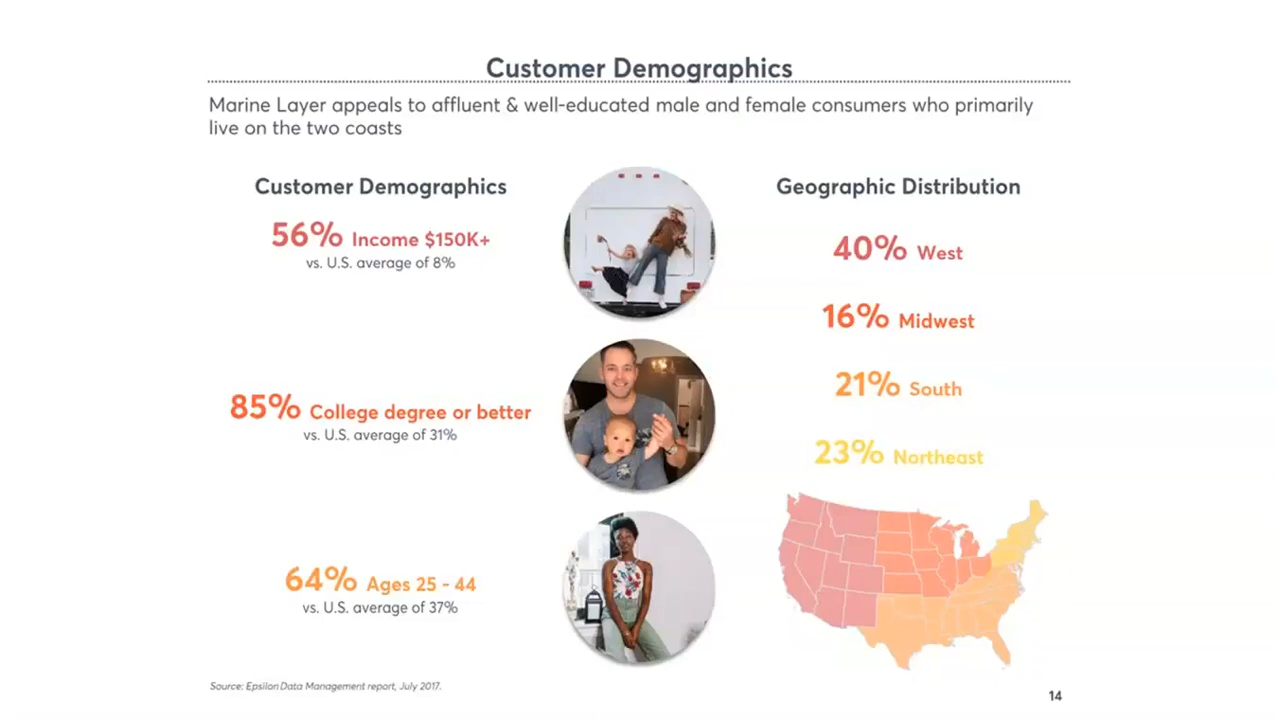 Customer Demographics
Marine Layer appeals to affluent & well-educated male and female consumers who primarily
live on the two coasts
Customer Demographics
56% Income $150K+
vs. U.S. average of 8%
85% College degree or better
vs. U.S. average of 31%
64% Ages 25 - 44
vs. U.S. average of 37%
Geographic Distribution
40% West
16% Midwest
21% South
23% Northeast
Source: Epsilon Data Management report, July 2017.
14